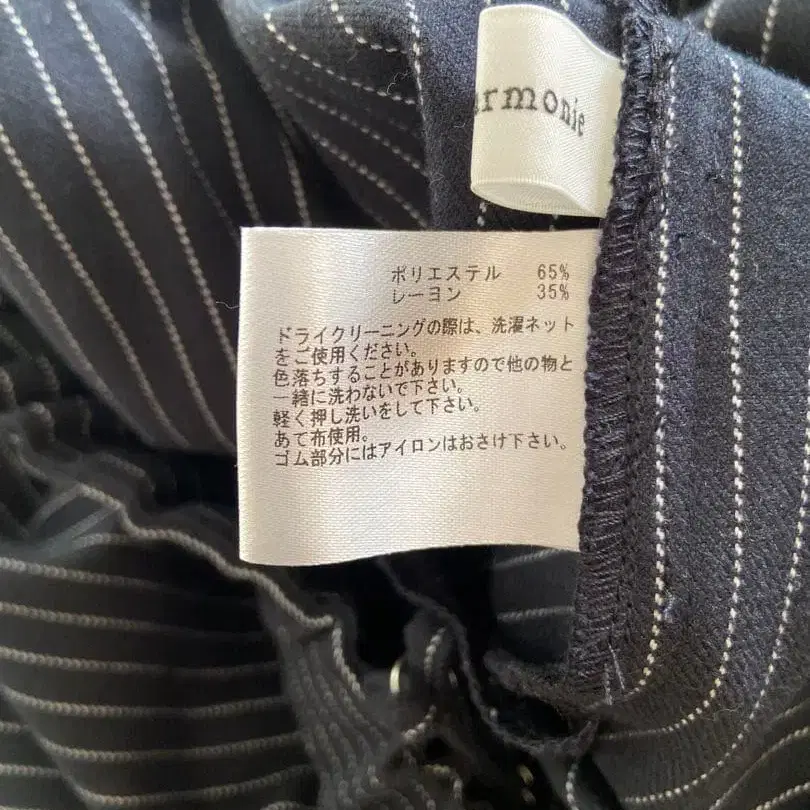 armonie
ポリエステル 65%
レーヨン 35%
ドライクリーニングの際は、洗濯ネット
をご使用ください。
色落ちすることがありますので他の物と
一緒に洗わないで下さい。
軽く押し洗いをして下さい。
あて布使用。
ゴム部分にはアイロンはおさけ下さい。